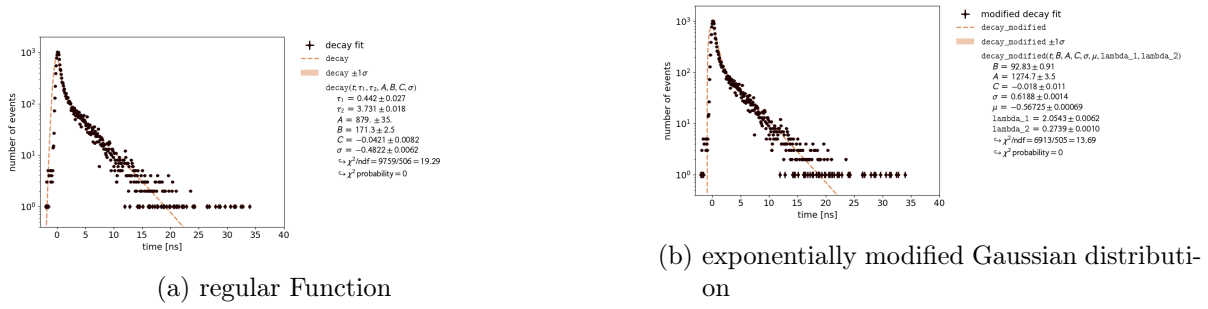 decay fit
decay
decay ±1σ
decay(t; τ₁, τ₂, A, B, C, σ)
τ₁ = 0.442 ± 0.027
τ₂ = 3.731 ± 0.018
A = 879. ± 35.
B = 171.3 ± 2.5
C = −0.0421 ± 0.0082
σ = −0.4822 ± 0.0062
↪ χ²/ndf = 9759/506 = 19.29
↪ χ² probability = 0
number of events
10³
10²
10¹
10⁰
0 5 10 15 20 25 30 35 40
time [ns]
(a) regular Function
modified decay fit
decay_modified
decay_modified ±1σ
decay_modified(t; B, A, C, σ, μ, lambda_1, lambda_2)
B = 92.83 ± 0.91
A = 1274.7 ± 3.5
C = −0.018 ± 0.011
σ = 0.6188 ± 0.0014
μ = −0.56725 ± 0.00069
lambda_1 = 2.0543 ± 0.0062
lambda_2 = 0.2739 ± 0.0010
↪ χ²/ndf = 6913/505 = 13.69
↪ χ² probability = 0
number of events
10³
10²
10¹
10⁰
0 5 10 15 20 25 30 35 40
time [ns]
(b) exponentially modified Gaussian distributi-
on